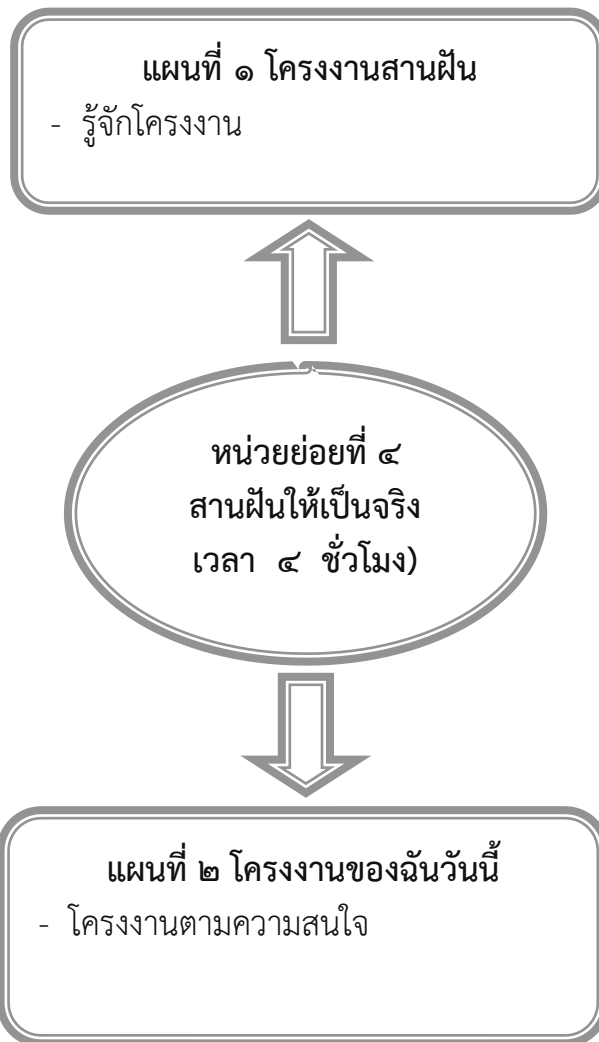 แผนที่ ๑ โครงงานสานฝัน
- รู้จักโครงงาน
หน่วยย่อยที่ ๔
สานฝันให้เป็นจริง
เวลา ๔ ชั่วโมง)
แผนที่ ๒ โครงงานของฉันวันนี้
- โครงงานตามความสนใจ